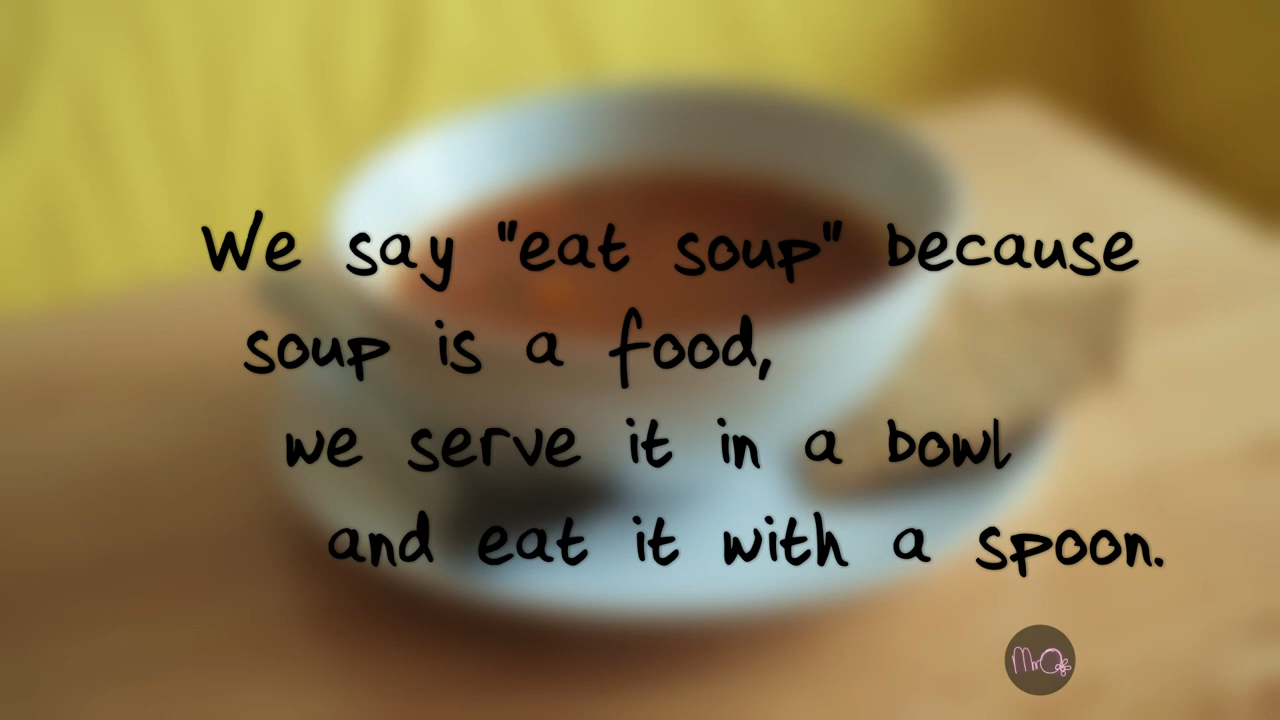 We say "eat soup" because
soup is a food,
we serve it in a bowl
and eat it with a spoon.